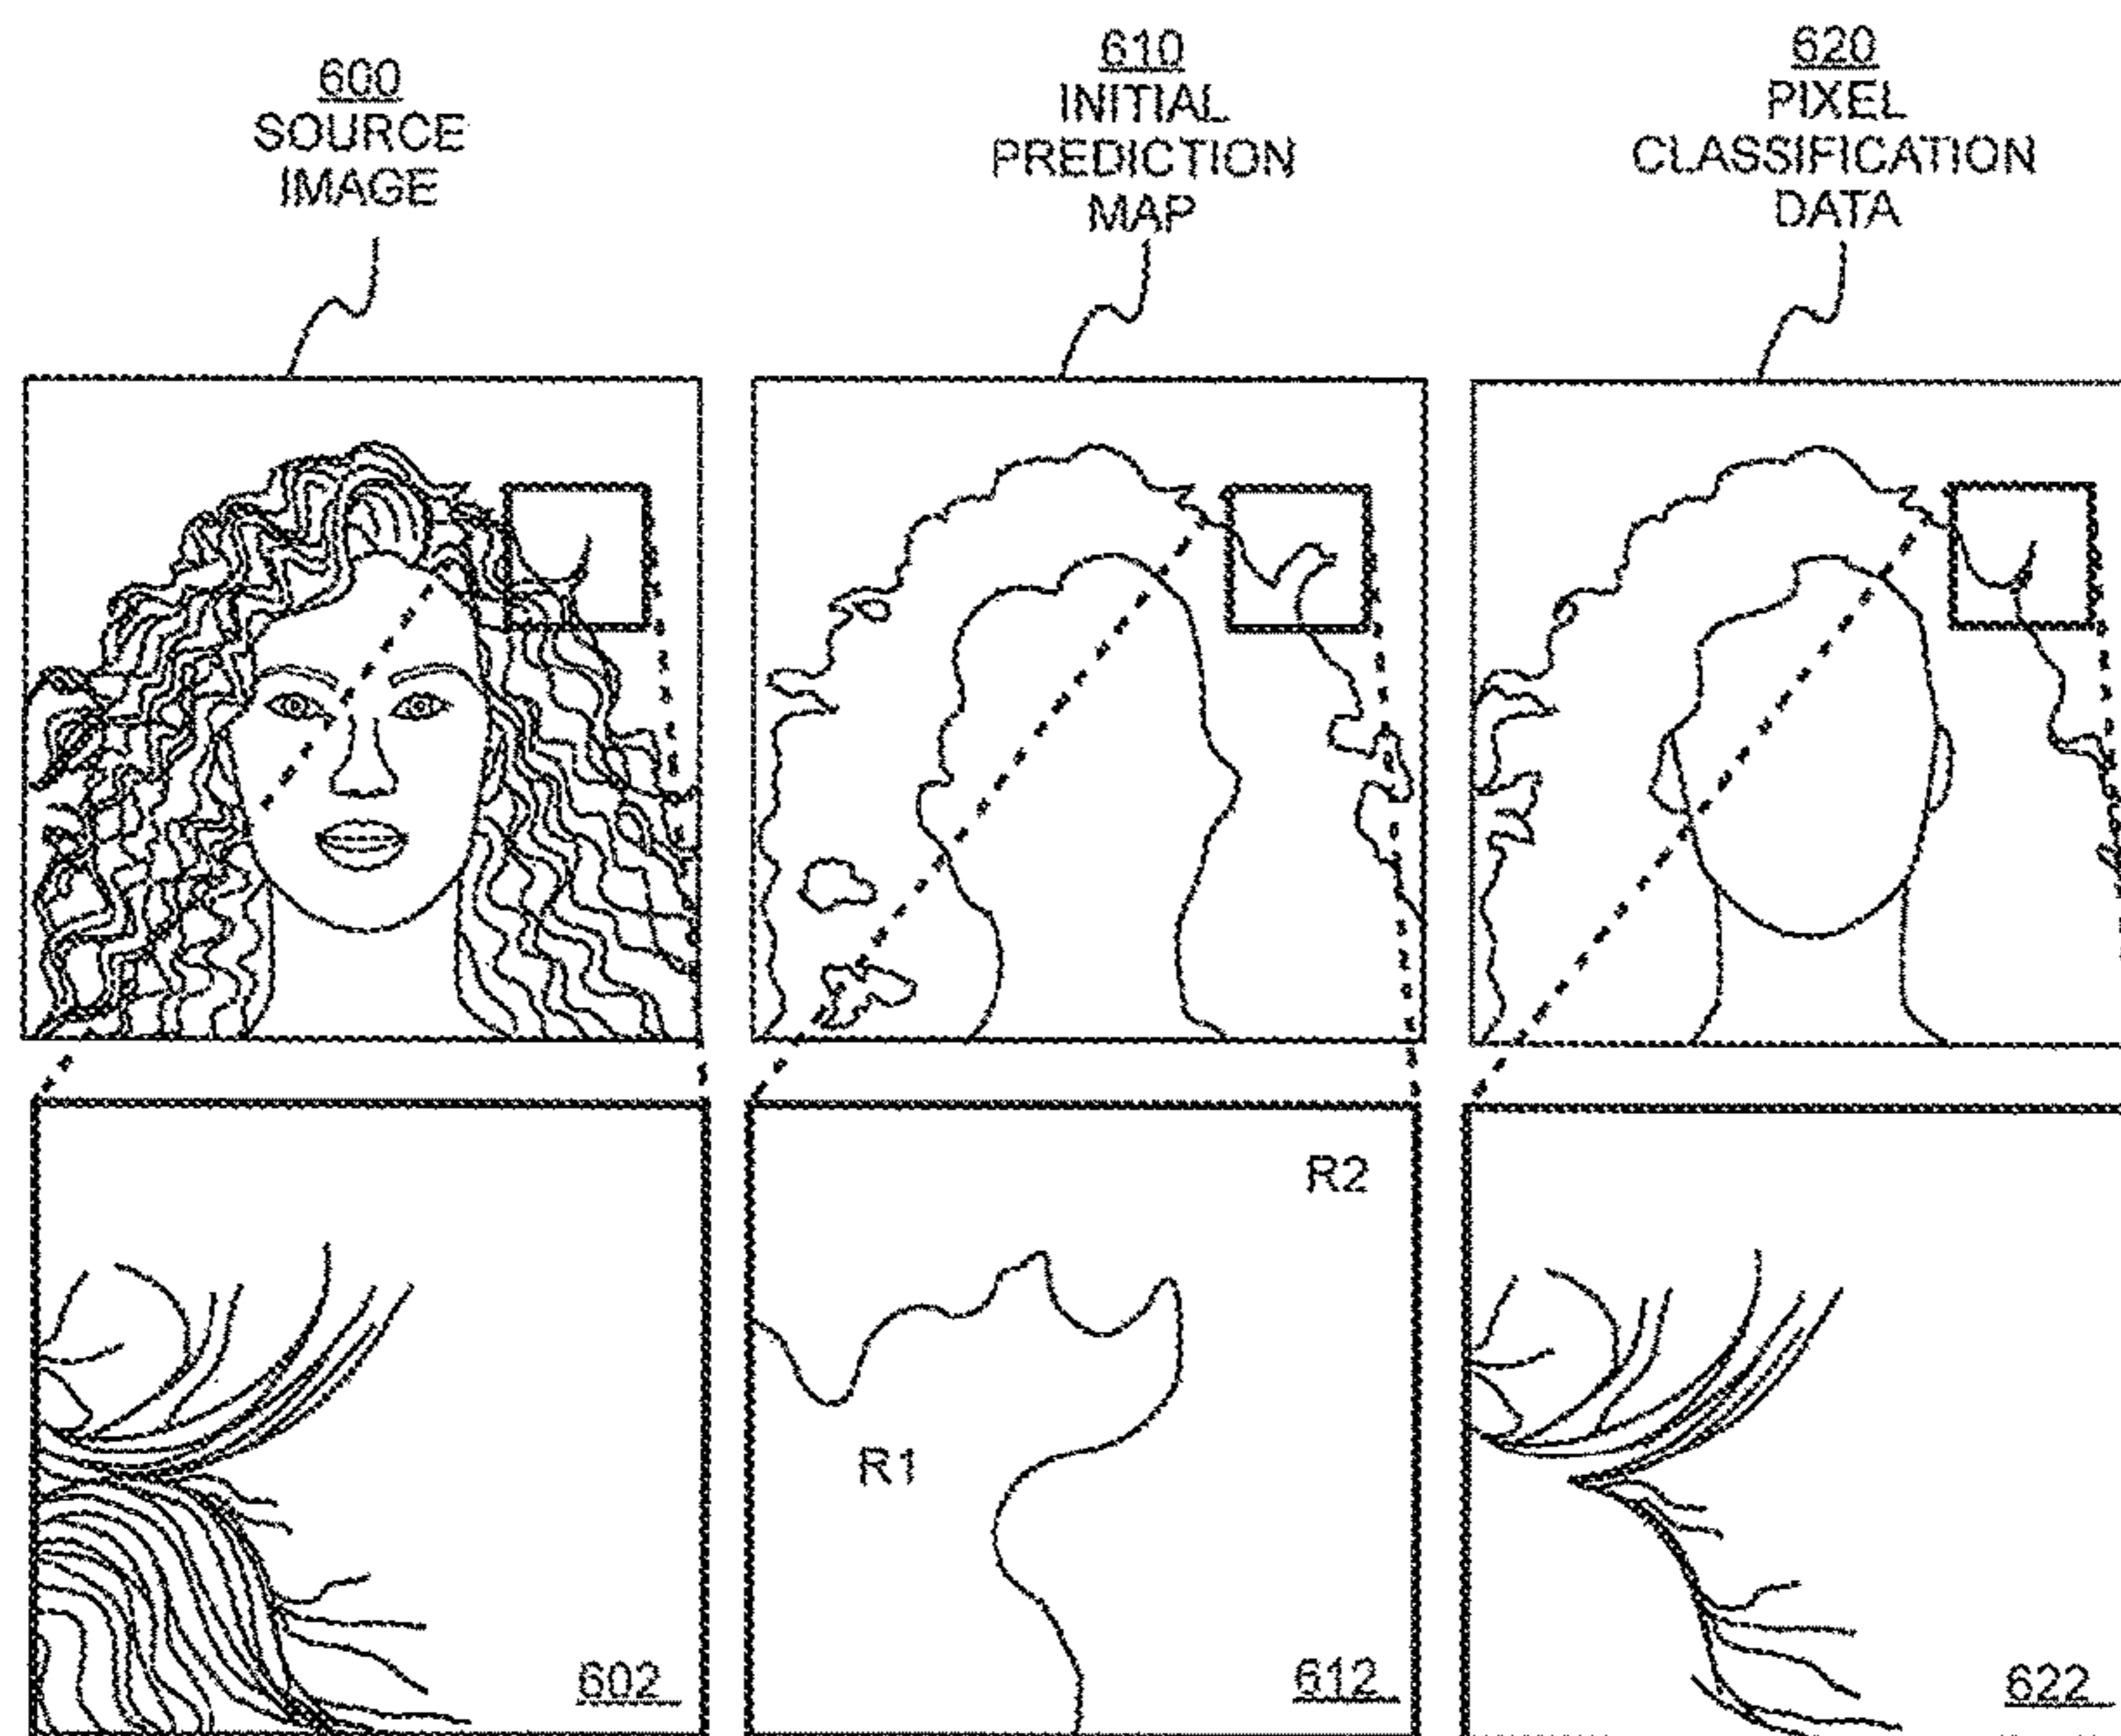 600
SOURCE
IMAGE
610
INITIAL
PREDICTION
MAP
620
PIXEL
CLASSIFICATION
DATA
R2
R1
602
612
622